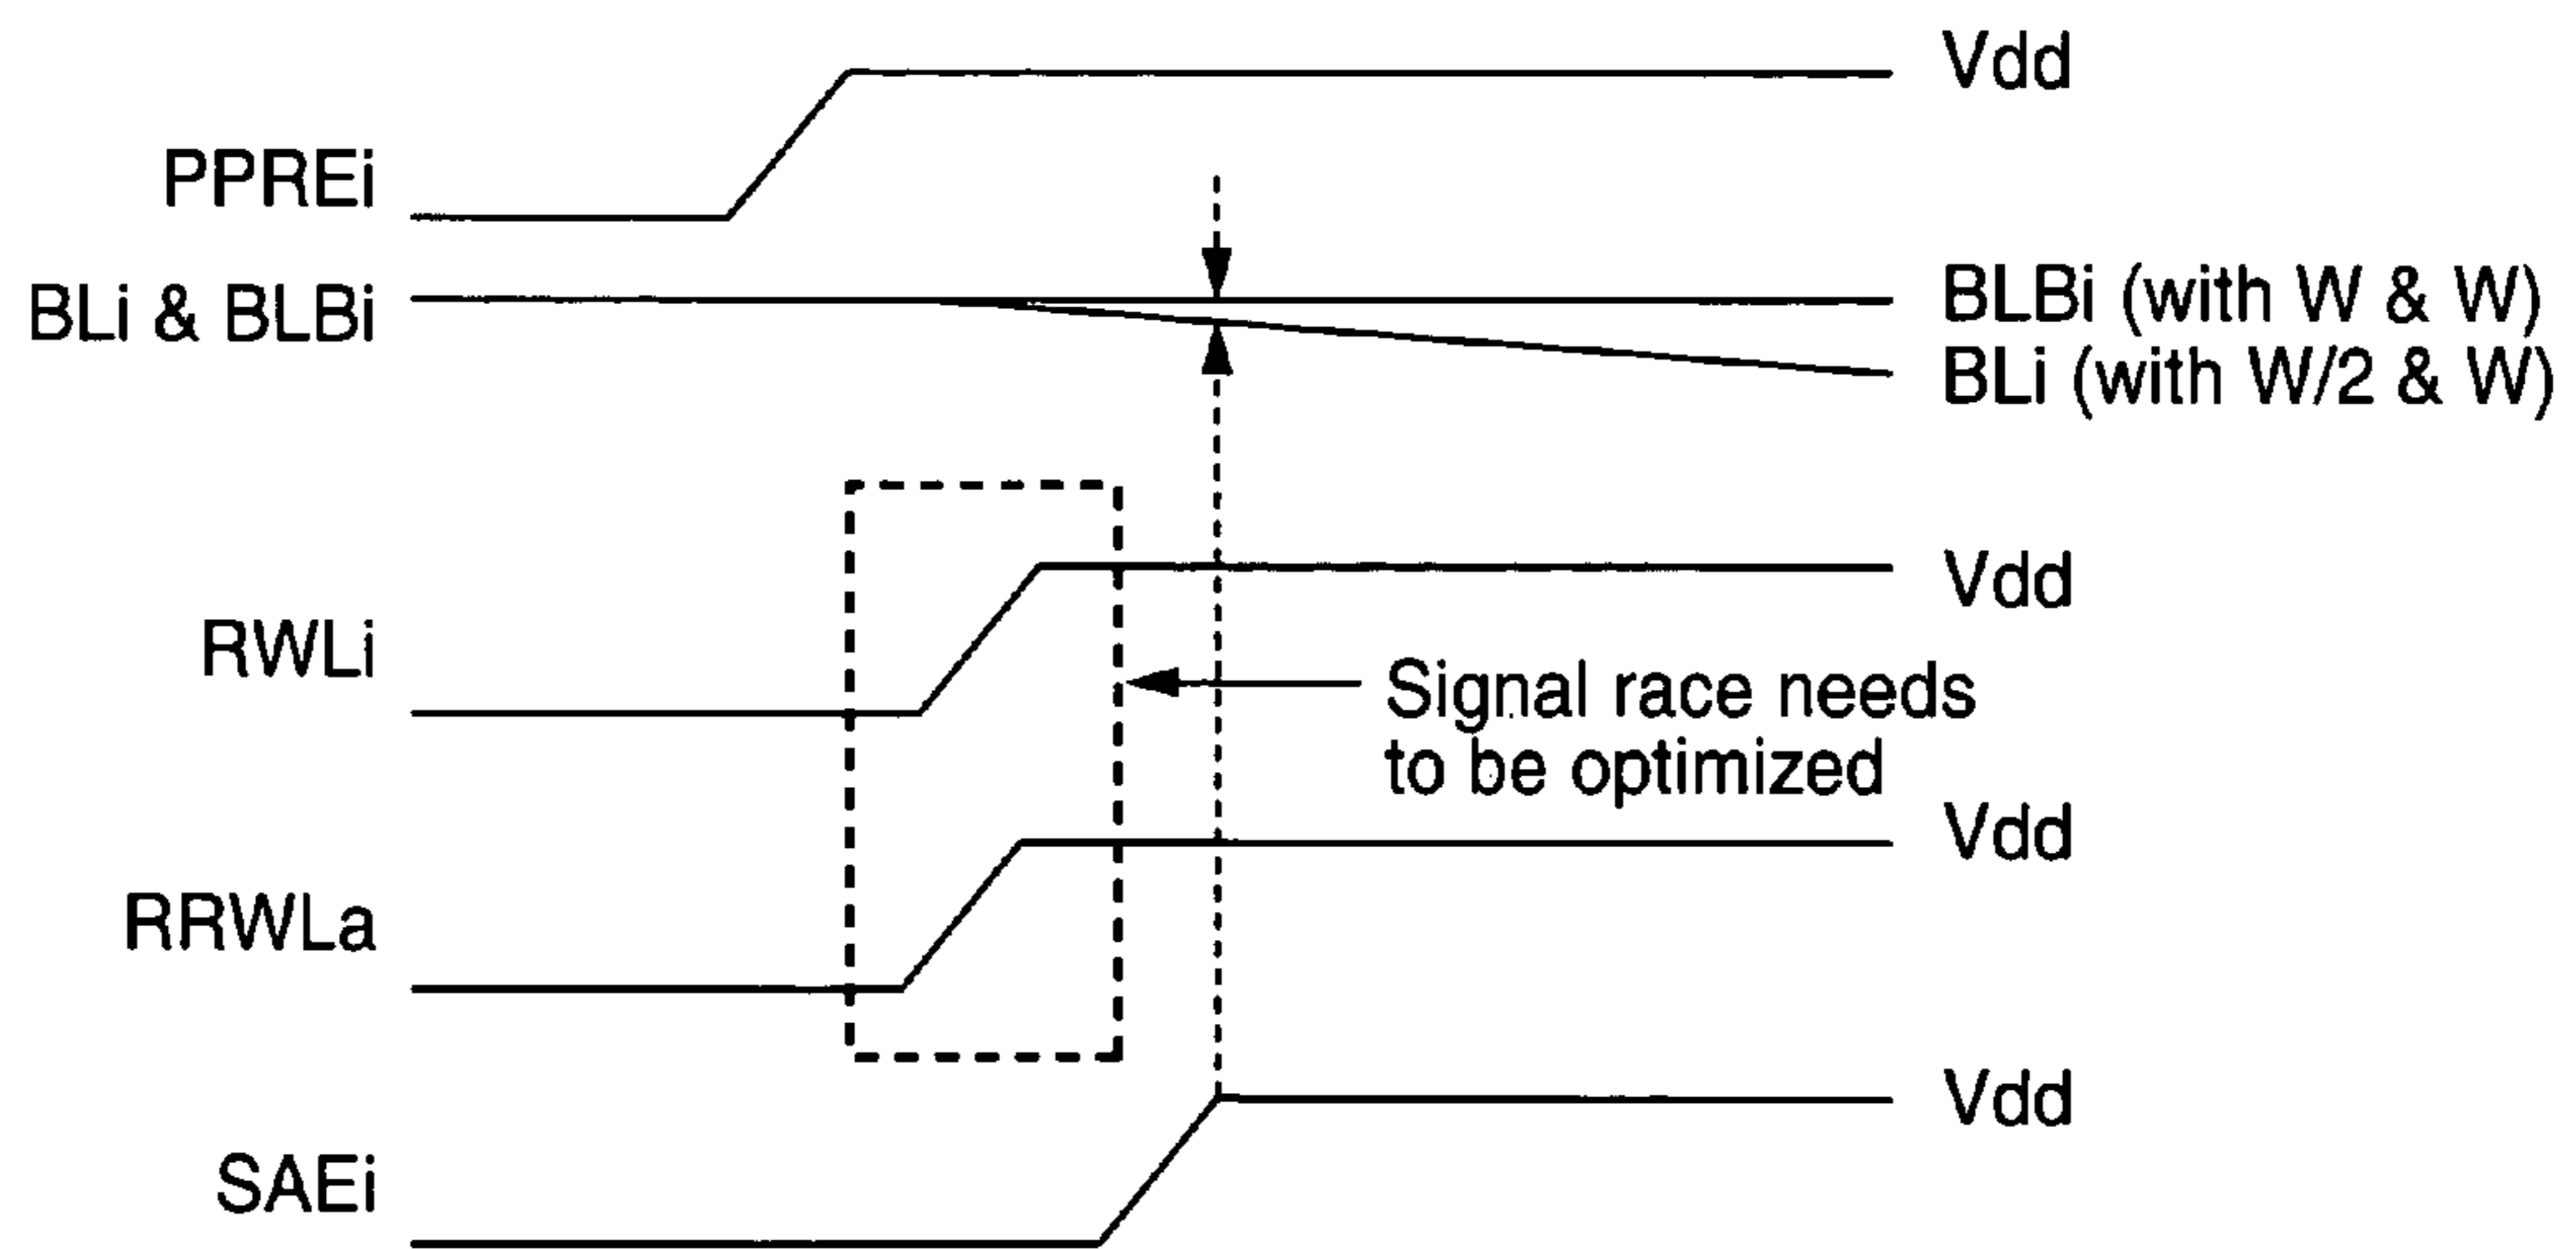 Vdd
PPREi
BLi & BLBi
BLBi (with W & W)
BLi (with W/2 & W)
Vdd
RWLi
Signal race needs
to be optimized
Vdd
RRWLa
Vdd
SAEi